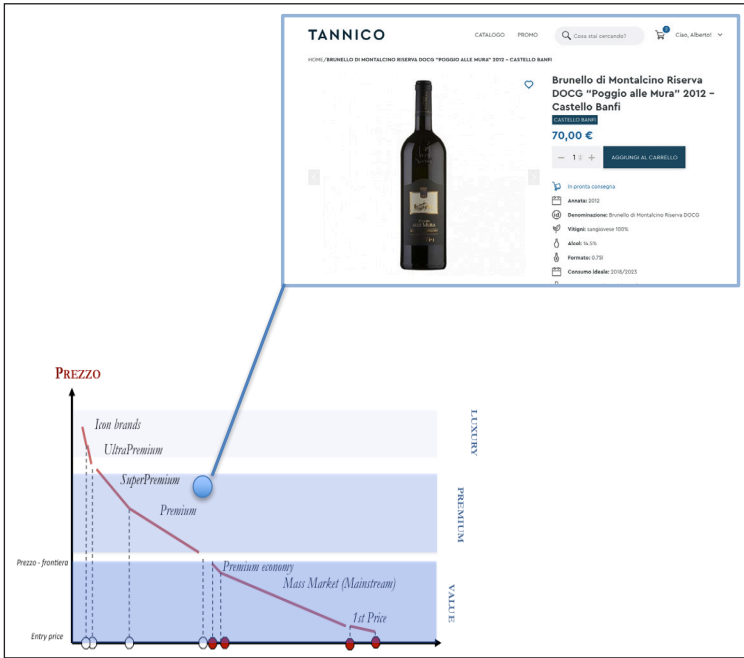 TANNICO
CATALOGO PROMO Cosa stai cercando? Ciao, Alberto!
HOME/BRUNELLO DI MONTALCINO RISERVA DOCG "POGGIO ALLE MURA" 2012 – CASTELLO BANFI
Brunello di Montalcino Riserva
DOCG "Poggio alle Mura" 2012 –
Castello Banfi
CASTELLO BANFI
70,00 €
− 1 + AGGIUNGI AL CARRELLO
In pronta consegna
Annata: 2012
Denominazione: Brunello di Montalcino Riserva DOCG
Vitigni: sangiovese 100%
Alcol: 14.5%
Formato: 0.75l
Consumo ideale: 2018/2023
PREZZO
Icon brands
UltraPremium
SuperPremium
Premium
Premium economy
Mass Market (Mainstream)
1st Price
Prezzo - frontiera
Entry price
LUXURY
PREMIUM
VALUE